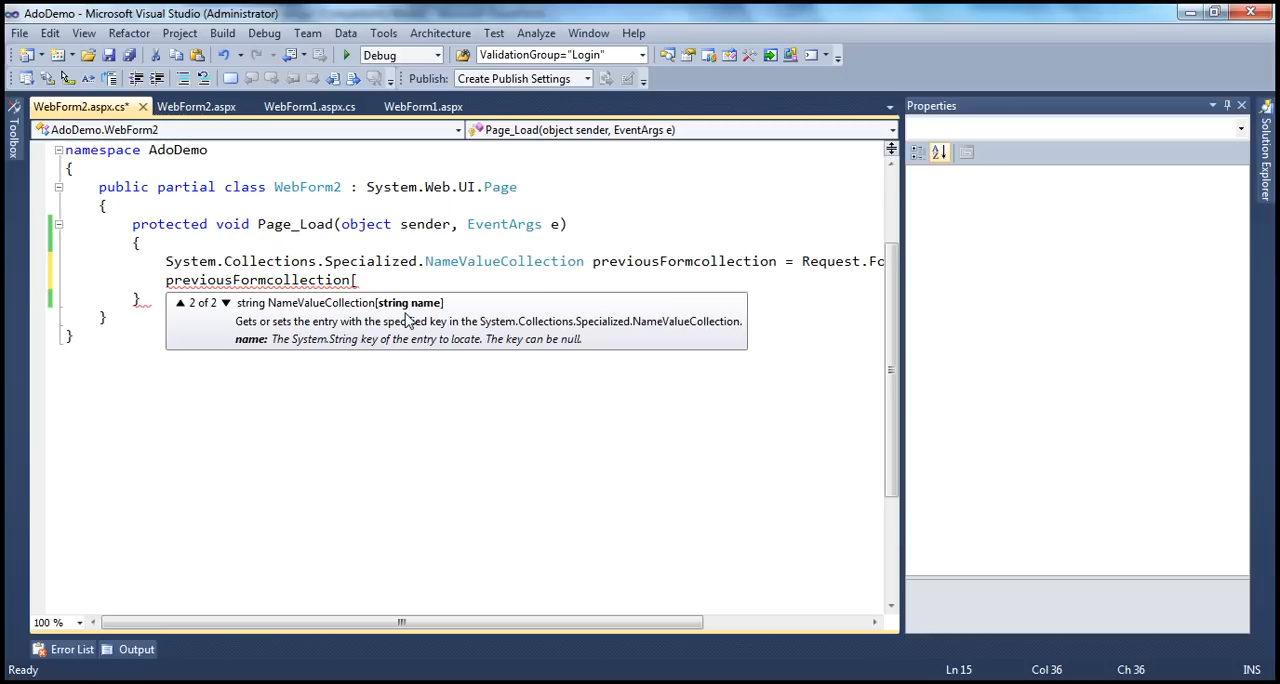 AdoDemo - Microsoft Visual Studio (Administrator)
File Edit View Refactor Project Build Debug Team Data Tools Architecture Test Analyze Window Help
Debug ValidationGroup="Login"
Publish: Create Publish Settings
WebForm2.aspx.cs* WebForm2.aspx WebForm1.aspx.cs WebForm1.aspx
Properties
AdoDemo.WebForm2 Page_Load(object sender, EventArgs e)
Toolbox
Solution Explorer
namespace AdoDemo
{
public partial class WebForm2 : System.Web.UI.Page
{
protected void Page_Load(object sender, EventArgs e)
{
System.Collections.Specialized.NameValueCollection previousFormcollection = Request.Fo
previousFormcollection[
}
}
}
2 of 2 string NameValueCollection[string name]
Gets or sets the entry with the specified key in the System.Collections.Specialized.NameValueCollection.
name: The System.String key of the entry to locate. The key can be null.
100 %
Error List Output
Ready Ln 15 Col 36 Ch 36 INS